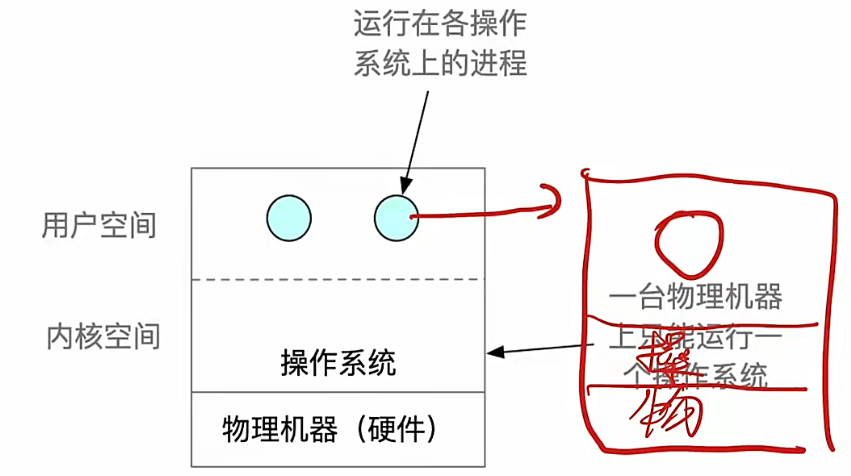 运行在各操作
系统上的进程
用户空间
一台物理机器
内核空间
上只能运行一
操
操作系统
个操作系统
物
物理机器（硬件）